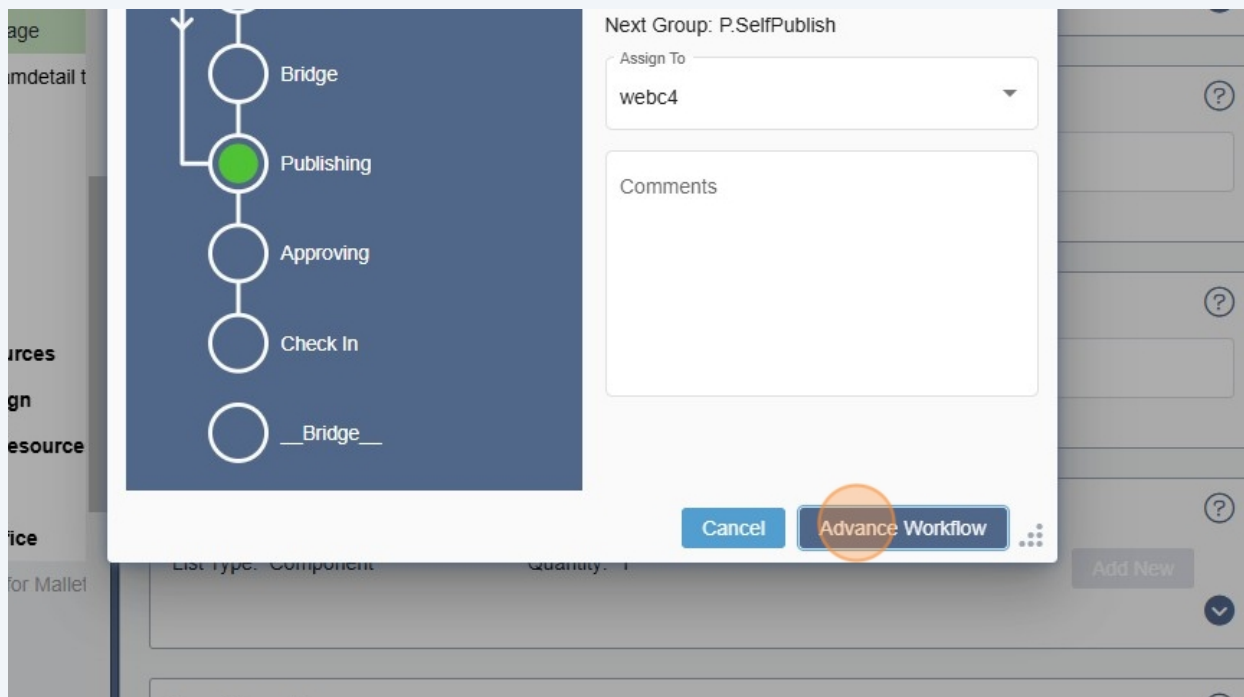 age
Next Group: P.SelfPublish
Assign To
amdetail t
Bridge
webc4
Publishing
Comments
Approving
Check In
urces
gn
esource
__Bridge__
Cancel
Advance Workflow
fice
List Type: Component
Quantity: 1
Add New
for Mallet